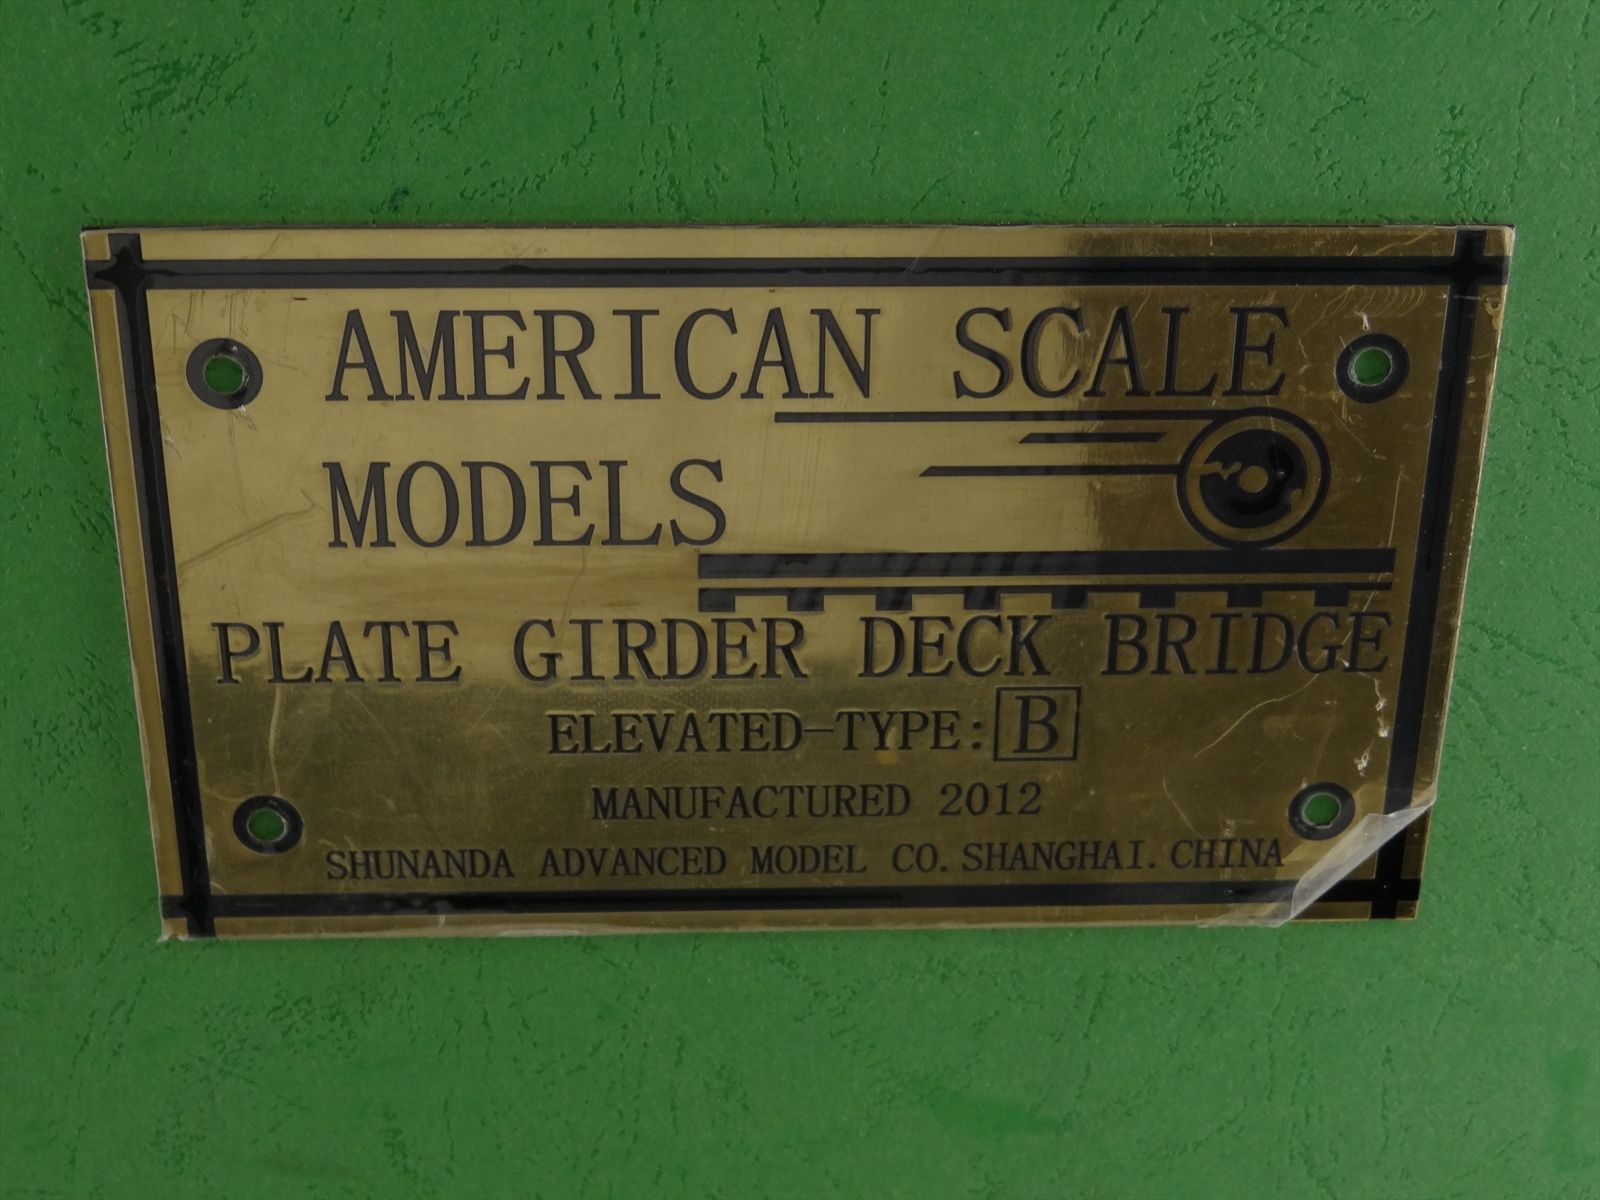 AMERICAN SCALE
MODELS
PLATE GIRDER DECK BRIDGE
ELEVATED-TYPE: B
MANUFACTURED 2012
SHUNANDA ADVANCED MODEL CO. SHANGHAI. CHINA